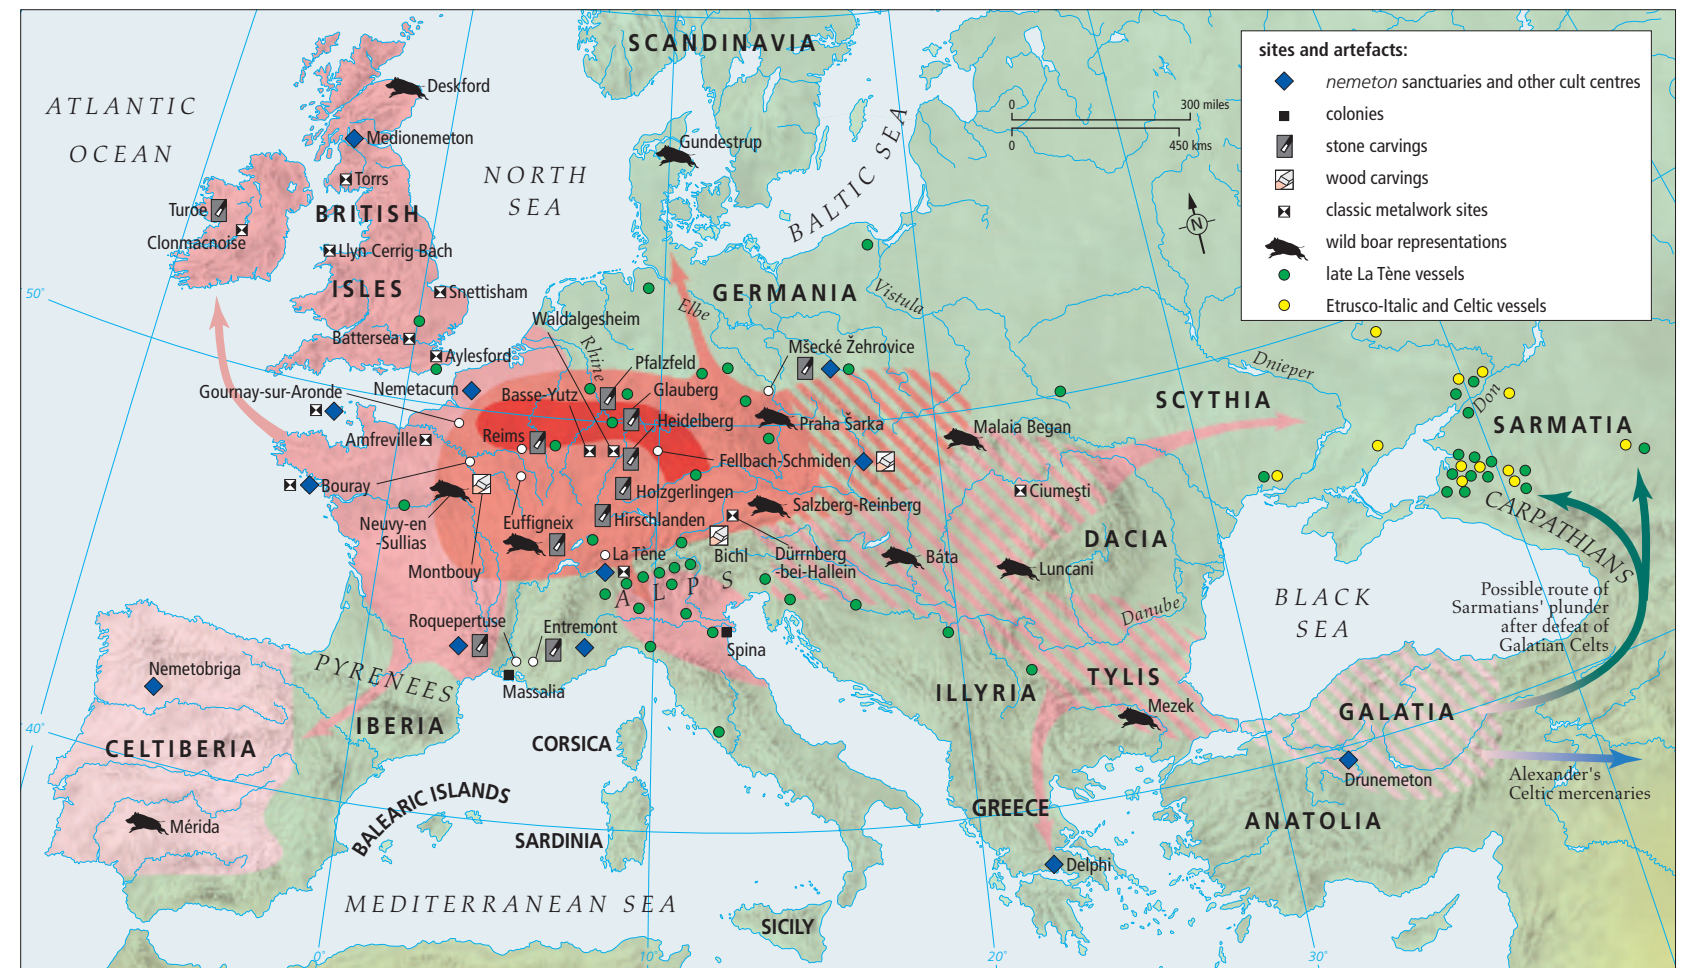 SCANDINAVIA
ATLANTIC
OCEAN
NORTH
SEA
BALTIC SEA
0
300 miles
0
450 kms
N
sites and artefacts:
nemeton sanctuaries and other cult centres
colonies
stone carvings
wood carvings
classic metalwork sites
wild boar representations
late La Tène vessels
Etrusco-Italic and Celtic vessels
Deskford
Medionemeton
Gundestrup
Torrs
Turoe
BRITISH
Clonmacnoise
Llyn Cerrig Bach
ISLES
Snettisham
50°
GERMANIA
Vistula
Elbe
Waldalgesheim
Battersea
Aylesford
Rhine
Mšecké Žehrovice
Pfalzfeld
Dnieper
Gournay-sur-Aronde
Nemetacum
Basse-Yutz
Glauberg
SCYTHIA
Don
Heidelberg
Praha Šarka
Malaia Began
SARMATIA
Amfreville
Reims
Fellbach-Schmiden
Bouray
Holzgerlingen
Ciumeşti
Salzberg-Reinberg
CARPATHIANS
Neuvy-en
-Sullias
Euffigneix
Hirschlanden
DACIA
La Tène
Bichl
Dürrnberg
-bei-Hallein
Báta
Luncani
Montbouy
ALPS
Danube
BLACK
SEA
Possible route of
Sarmatians' plunder
after defeat of
Galatian Celts
Roquepertuse
Entremont
Spina
PYRENEES
Nemetobriga
Massalia
TYLIS
ILLYRIA
Mezek
GALATIA
IBERIA
40°
CELTIBERIA
CORSICA
Drunemeton
Alexander's
Celtic mercenaries
BALEARIC ISLANDS
GREECE
ANATOLIA
Mérida
SARDINIA
Delphi
MEDITERRANEAN SEA
SICILY
0°
10°
20°
30°